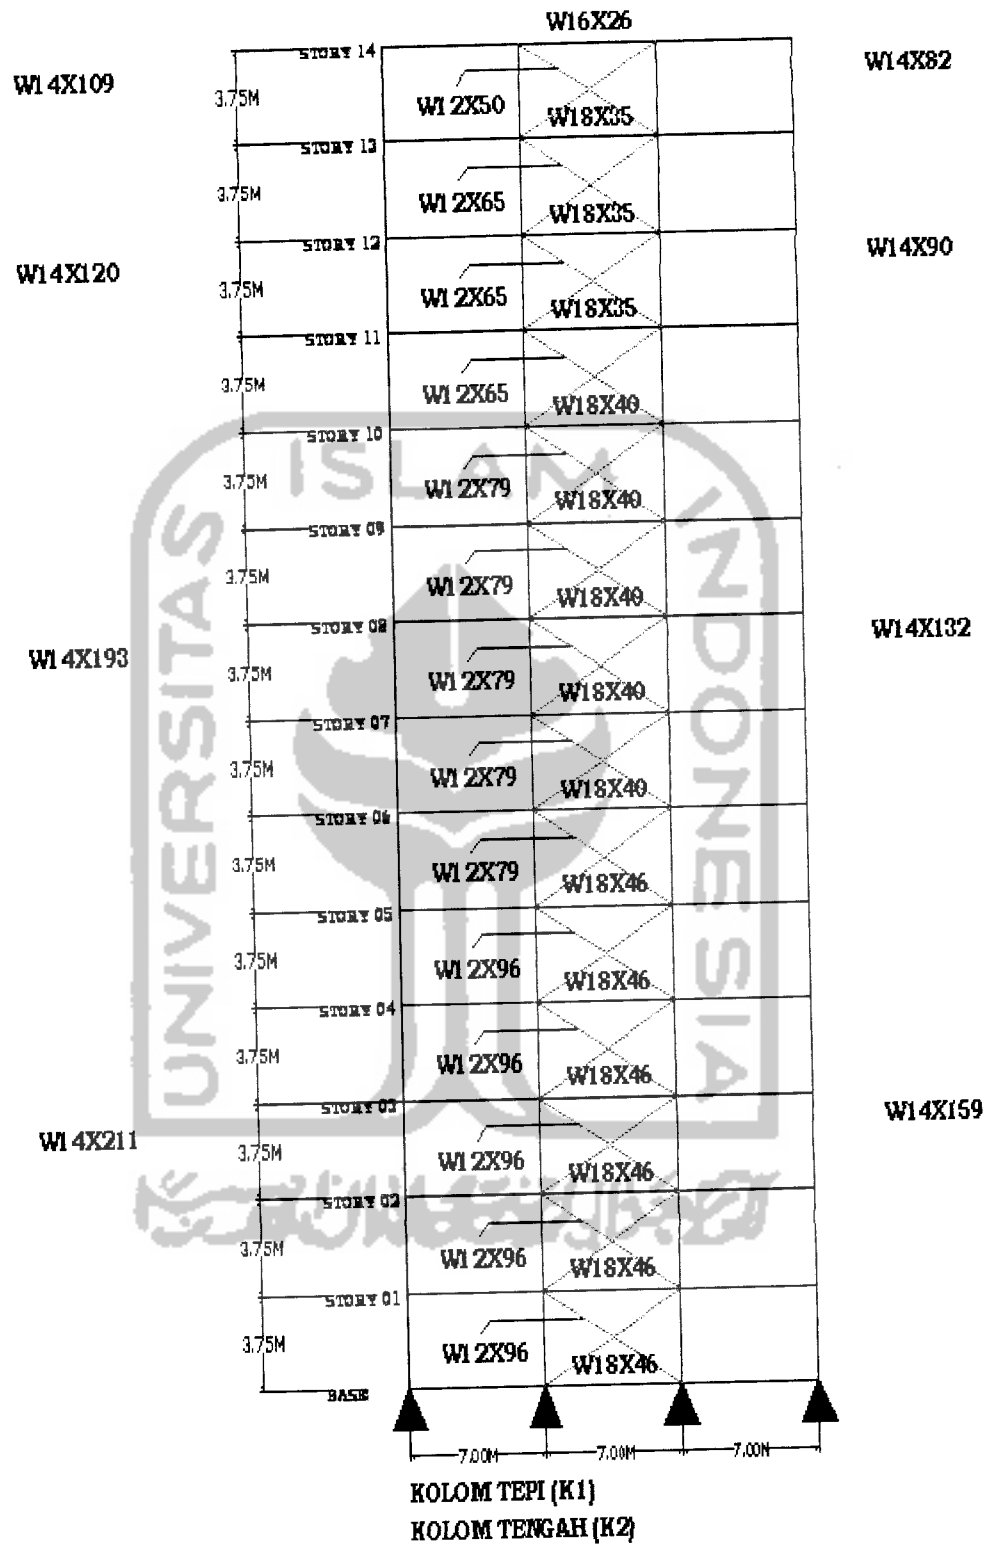 W16X26
STORY 14
W14X82
W14X109
3.75M
W12X50
W18X35
STORY 13
3.75M
W12X65
W18X35
STORY 12
W14X90
W14X120
3.75M
W12X65
W18X35
STORY 11
3.75M
W12X65
W18X40
STORY 10
ISLAM
3.75M
W12X79
W18X40
STORY 09
UNIVERSITAS
INDONESIA
3.75M
W12X79
W18X40
STORY 08
W14X132
W14X193
3.75M
W12X79
W18X40
STORY 07
3.75M
W12X79
W18X40
STORY 06
3.75M
W12X79
W18X46
STORY 05
3.75M
W12X96
W18X46
STORY 04
3.75M
W12X96
W18X46
STORY 03
W14X159
W14X211
3.75M
W12X96
W18X46
STORY 02
3.75M
W12X96
W18X46
STORY 01
3.75M
W12X96
W18X46
BASE
7.00M 7.00M 7.00M
KOLOM TEPI (K1)
KOLOM TENGAH (K2)